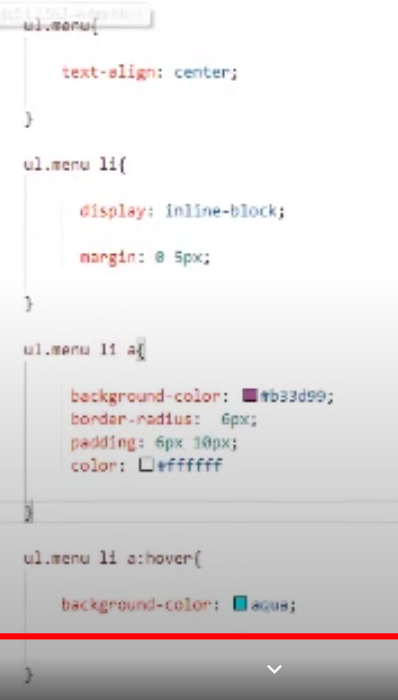 ul.menu{
text-align: center;
}
ul.menu li{
display: inline-block;
margin: 0 5px;
}
ul.menu li a{
background-color: #b33d99;
border-radius: 6px;
padding: 6px 10px;
color: #ffffff
}
ul.menu li a:hover{
background-color: aqua;
}